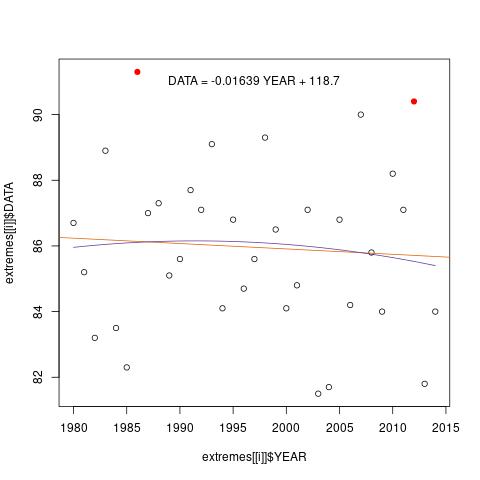 DATA = -0.01639 YEAR + 118.7
extremes[[i]]$DATA
90
88
86
84
82
1980 1985 1990 1995 2000 2005 2010 2015
extremes[[i]]$YEAR